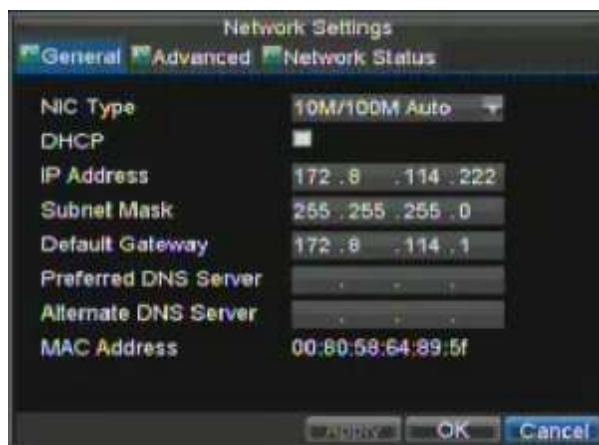 Network Settings
General Advanced Network Status
NIC Type 10M/100M Auto
DHCP
IP Address 172 .8 .114 .222
Subnet Mask 255 .255 .255 .0
Default Gateway 172 .8 .114 .1
Preferred DNS Server . . .
Alternate DNS Server . . .
MAC Address 00:80:58:64:89:5f
Apply OK Cancel